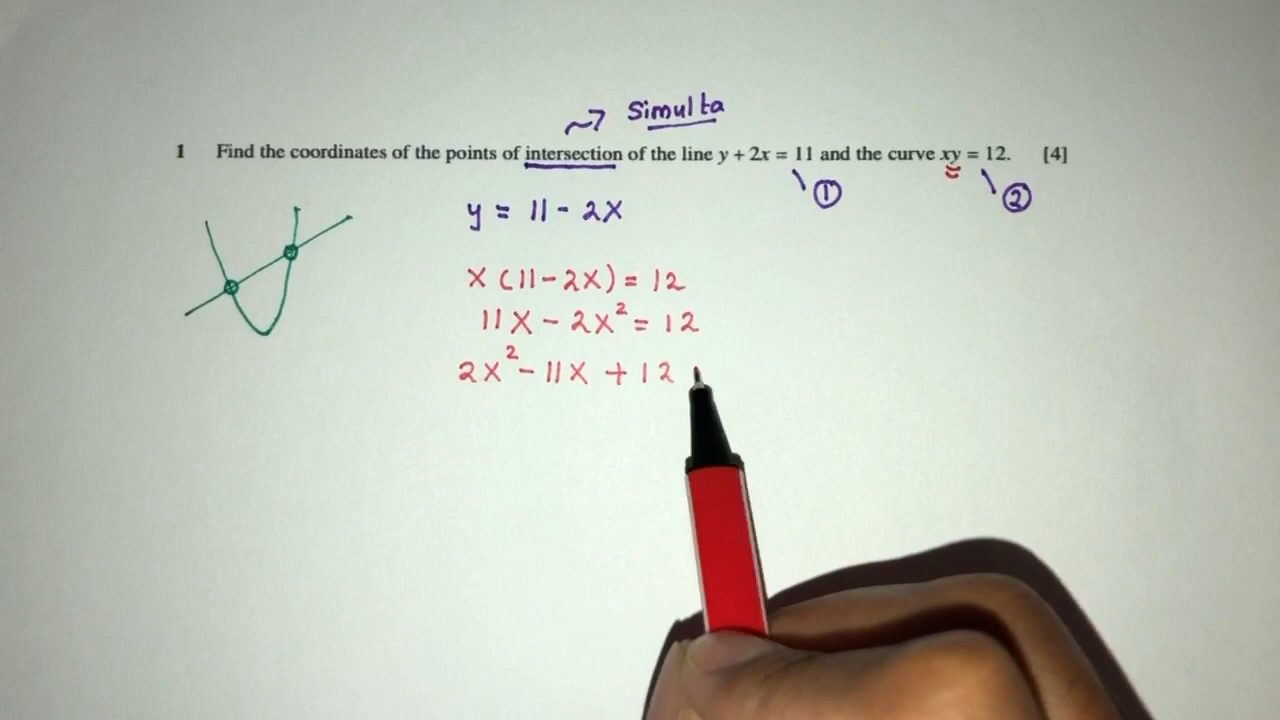 ~7 Simulta
1 Find the coordinates of the points of intersection of the line y + 2x = 11 and the curve xy = 12. [4]
① ②
y = 11 - 2x
x (11 - 2x) = 12
11x - 2x² = 12
2x² - 11x + 12